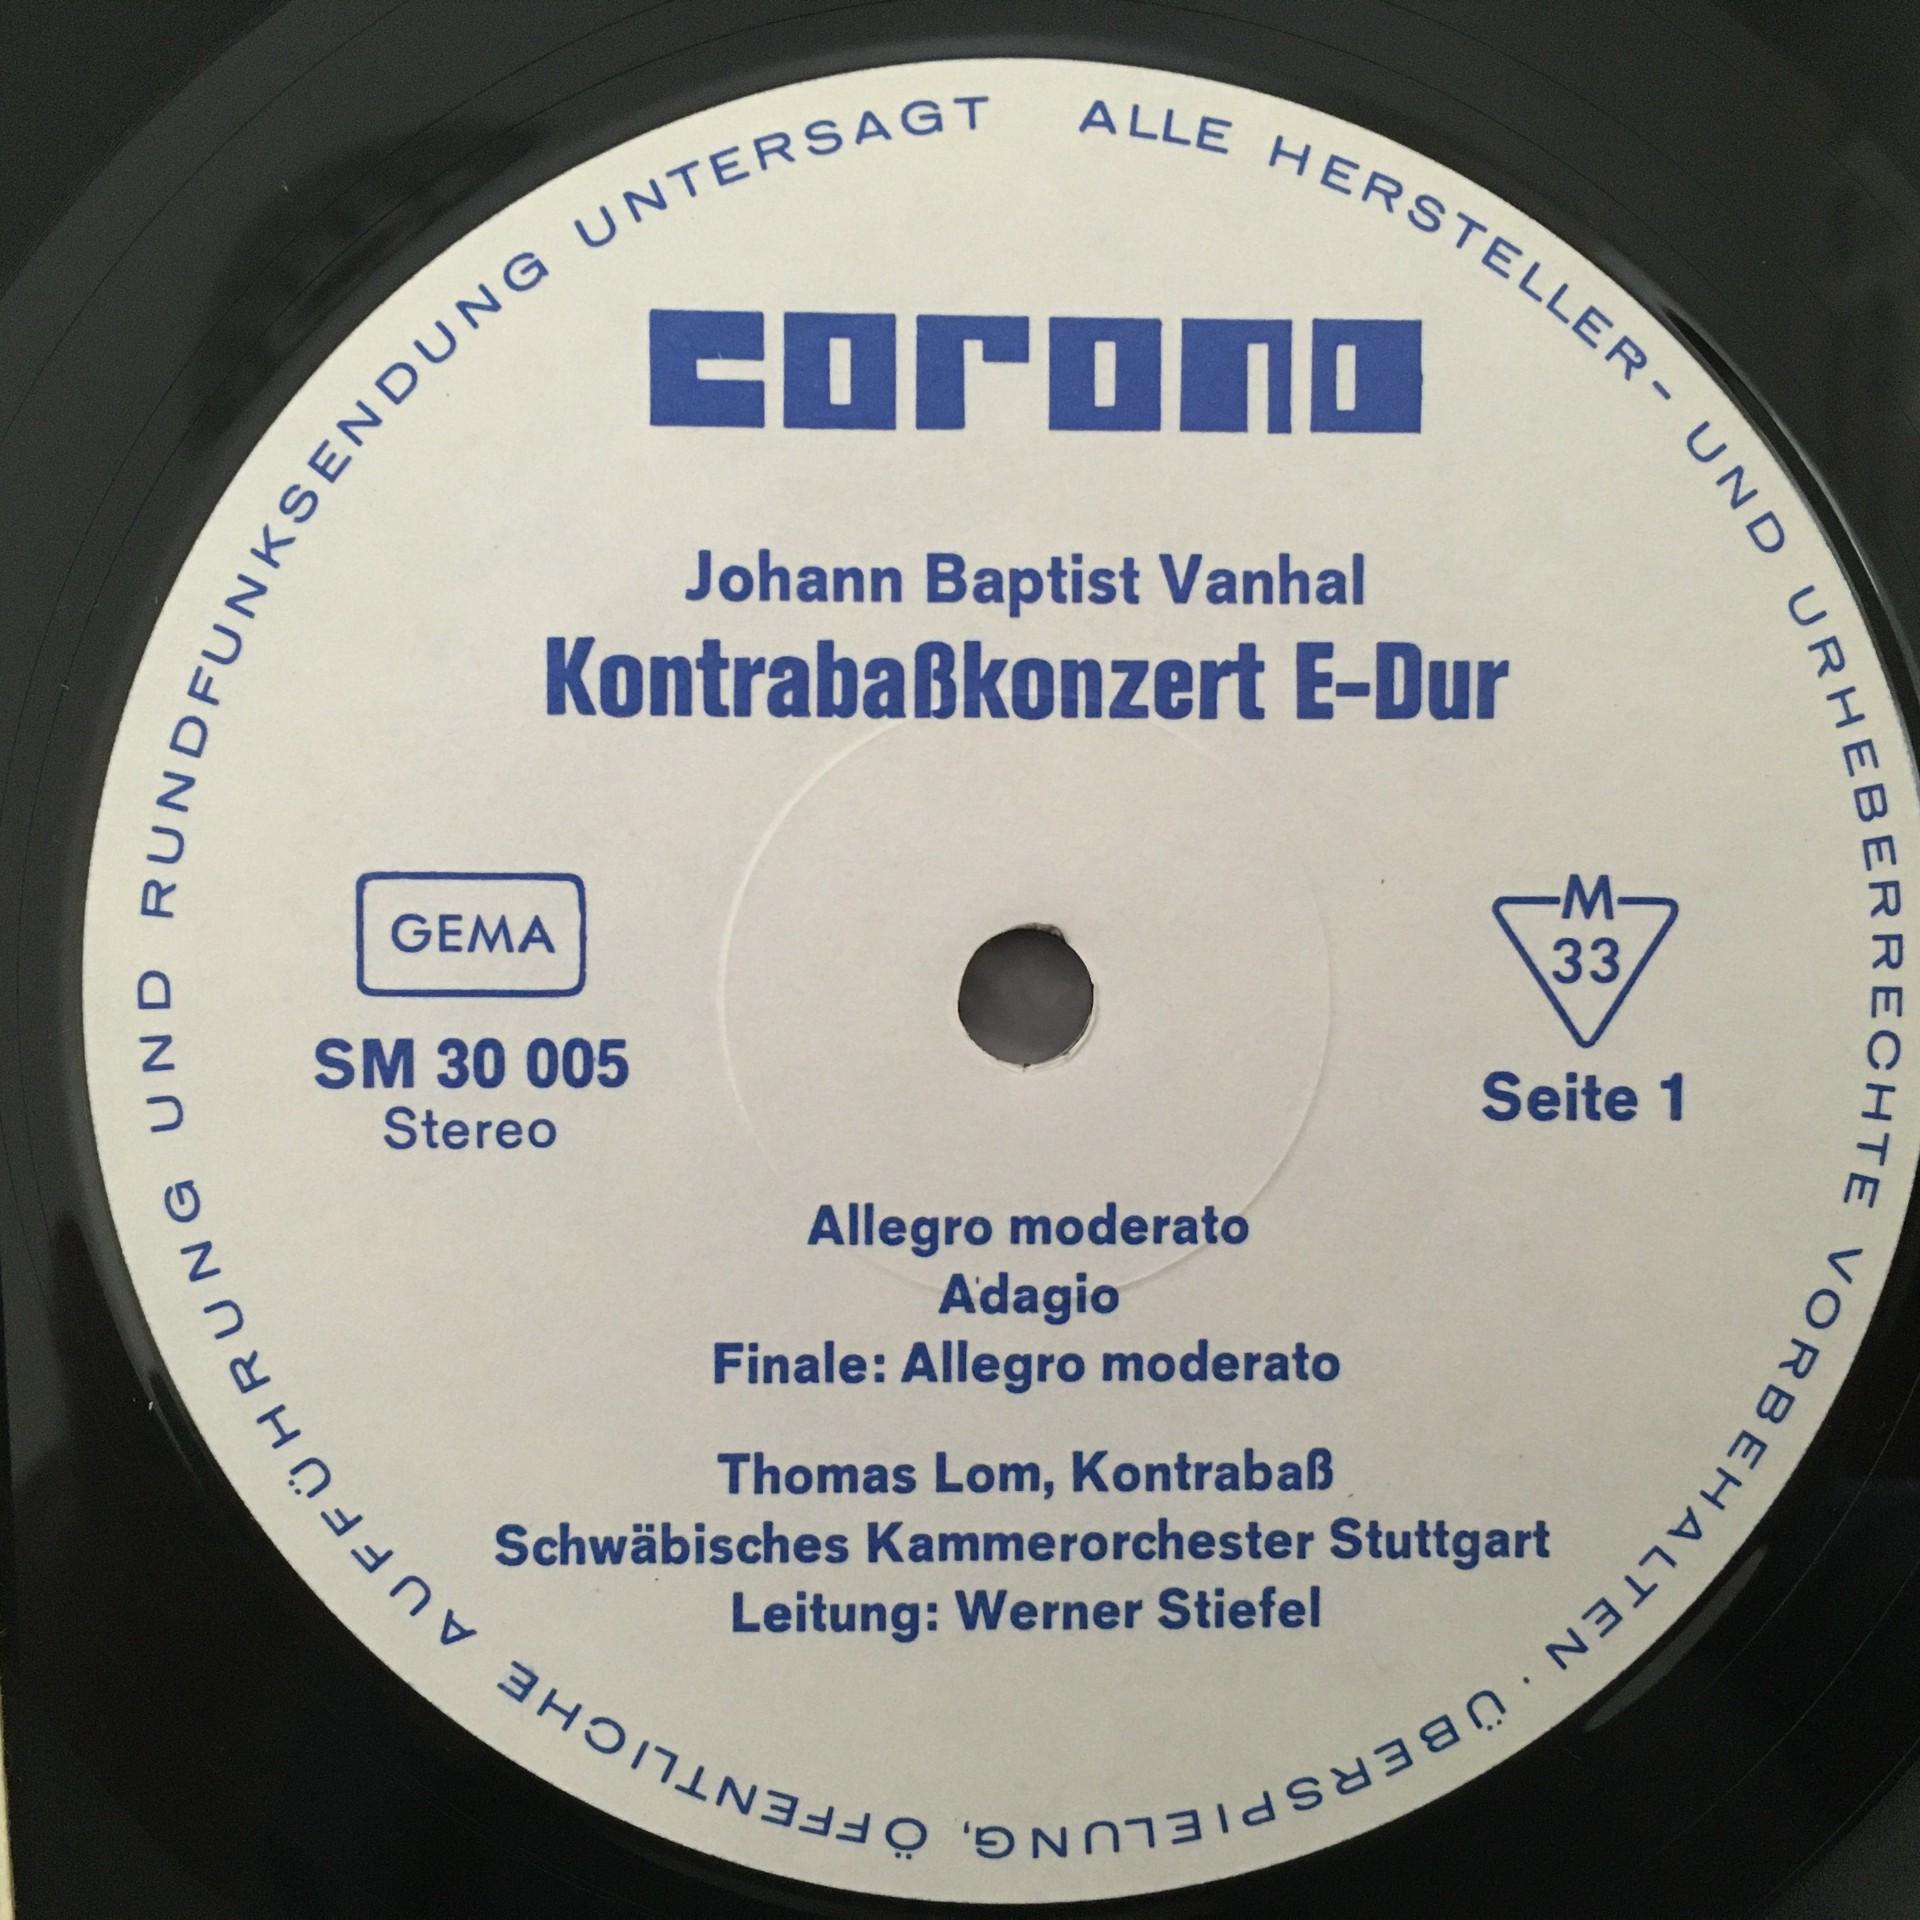 corona
Johann Baptist Vanhal
Kontrabaßkonzert E-Dur
GEMA
SM 30 005
Stereo
M
33
Seite 1
Allegro moderato
Adagio
Finale: Allegro moderato
Thomas Lom, Kontrabaß
Schwäbisches Kammerorchester Stuttgart
Leitung: Werner Stiefel
ALLE HERSTELLER- UND URHEBERRECHTE VORBEHALTEN · ÜBERSPIELUNG, ÖFFENTLICHE AUFFÜHRUNG UND RUNDFUNKSENDUNG UNTERSAGT